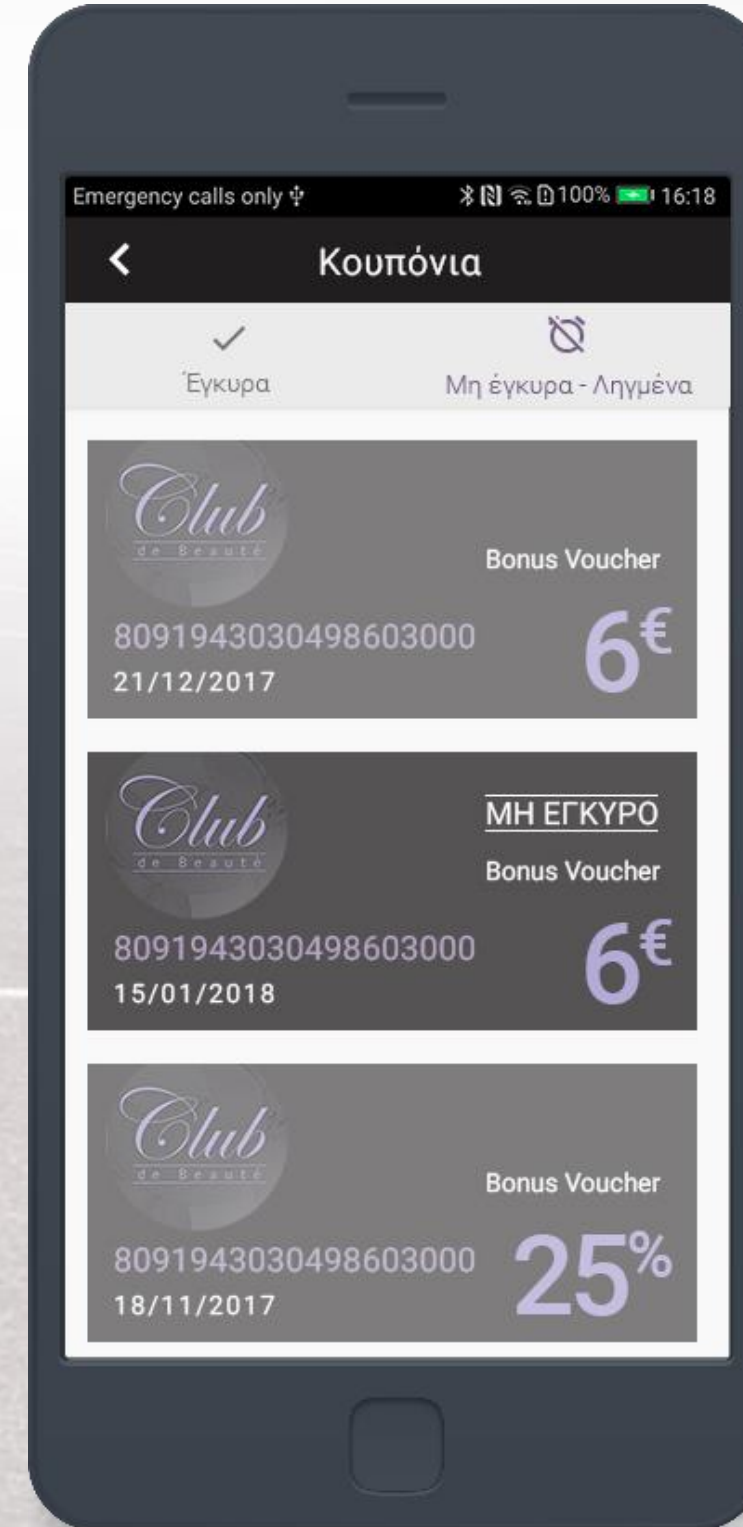 Emergency calls only 100% 16:18
Κουπόνια
Έγκυρα
Μη έγκυρα - Ληγμένα
Club
de Beauté
Bonus Voucher
8091943030498603000
6€
21/12/2017
Club
de Beauté
ΜΗ ΕΓΚΥΡΟ
Bonus Voucher
8091943030498603000
6€
15/01/2018
Club
de Beauté
Bonus Voucher
8091943030498603000
25%
18/11/2017